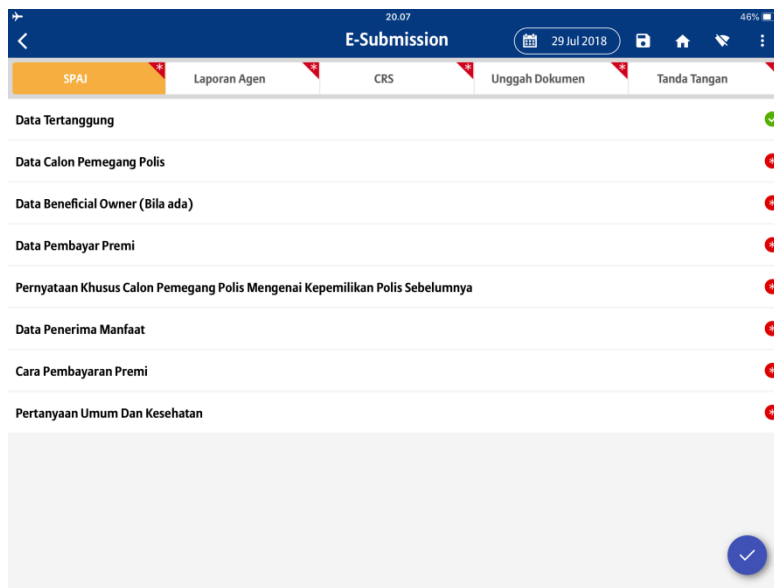 20.07
46%
E-Submission
29 Jul 2018
SPAJ
Laporan Agen
CRS
Unggah Dokumen
Tanda Tangan
Data Tertanggung
Data Calon Pemegang Polis
Data Beneficial Owner (Bila ada)
Data Pembayar Premi
Pernyataan Khusus Calon Pemegang Polis Mengenai Kepemilikan Polis Sebelumnya
Data Penerima Manfaat
Cara Pembayaran Premi
Pertanyaan Umum Dan Kesehatan